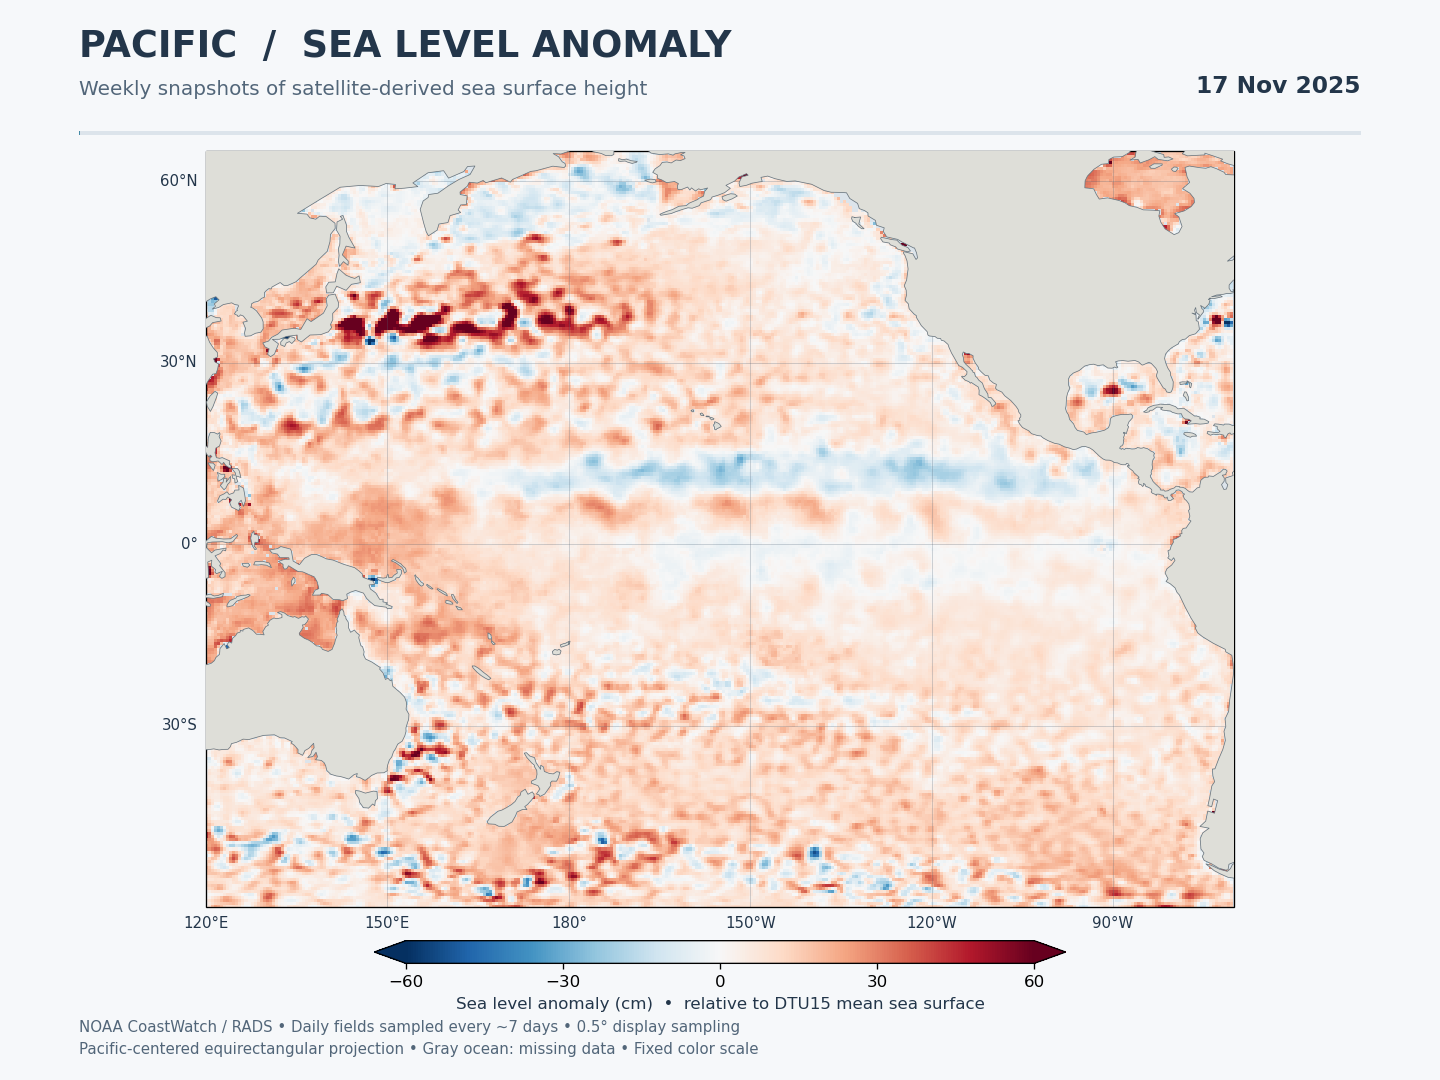 PACIFIC / SEA LEVEL ANOMALY
Weekly snapshots of satellite-derived sea surface height
17 Nov 2025
60°N
30°N
0°
30°S
120°E 150°E 180° 150°W 120°W 90°W
−60 −30 0 30 60
Sea level anomaly (cm) • relative to DTU15 mean sea surface
NOAA CoastWatch / RADS • Daily fields sampled every ~7 days • 0.5° display sampling
Pacific-centered equirectangular projection • Gray ocean: missing data • Fixed color scale